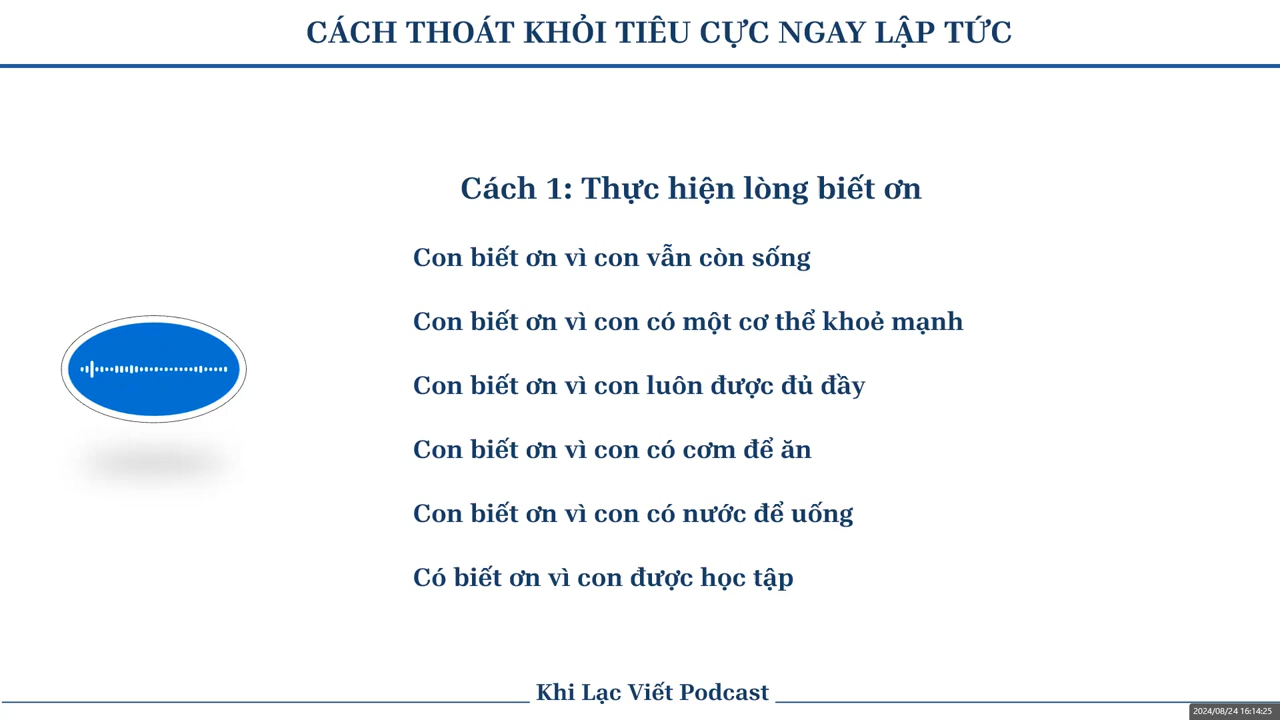 CÁCH THOÁT KHỎI TIÊU CỰC NGAY LẬP TỨC
Cách 1: Thực hiện lòng biết ơn
Con biết ơn vì con vẫn còn sống
Con biết ơn vì con có một cơ thể khoẻ mạnh
Con biết ơn vì con luôn được đủ đầy
Con biết ơn vì con có cơm để ăn
Con biết ơn vì con có nước để uống
Có biết ơn vì con được học tập
Khi Lạc Viết Podcast
2024/08/24 16:14:25